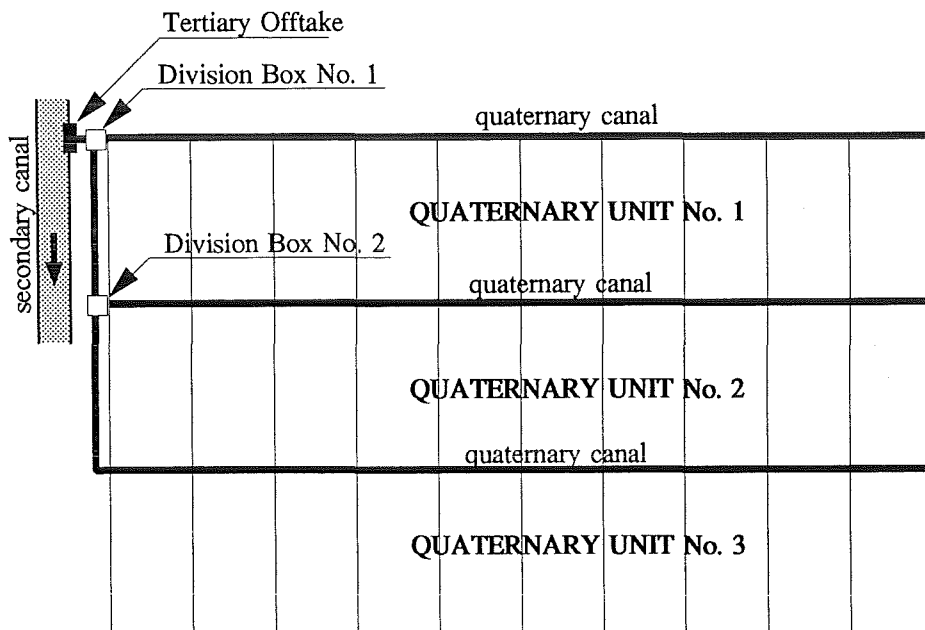 Tertiary Offtake
Division Box No. 1
quaternary canal
secondary canal
QUATERNARY UNIT No. 1
Division Box No. 2
quaternary canal
QUATERNARY UNIT No. 2
quaternary canal
QUATERNARY UNIT No. 3